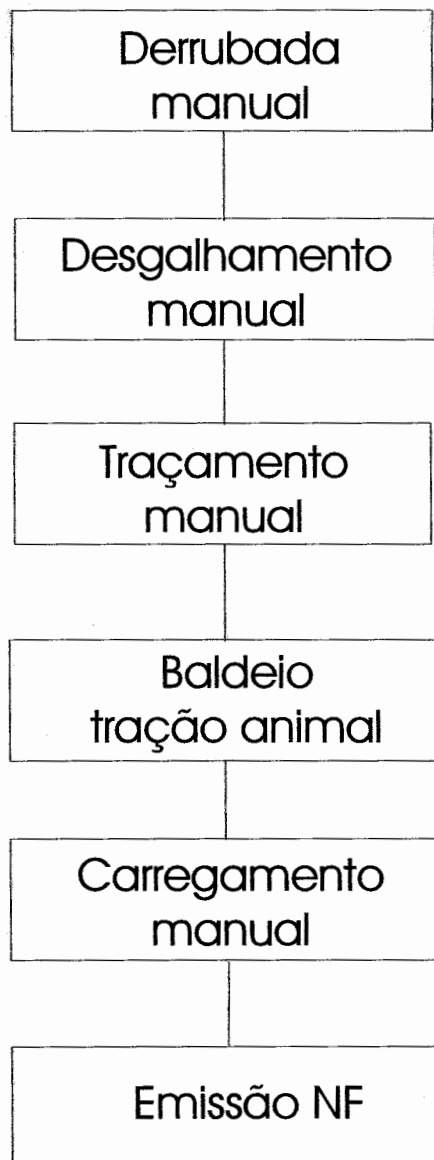 Derrubada
manual
Desgalhamento
manual
Traçamento
manual
Baldeio
tração animal
Carregamento
manual
Emissão NF